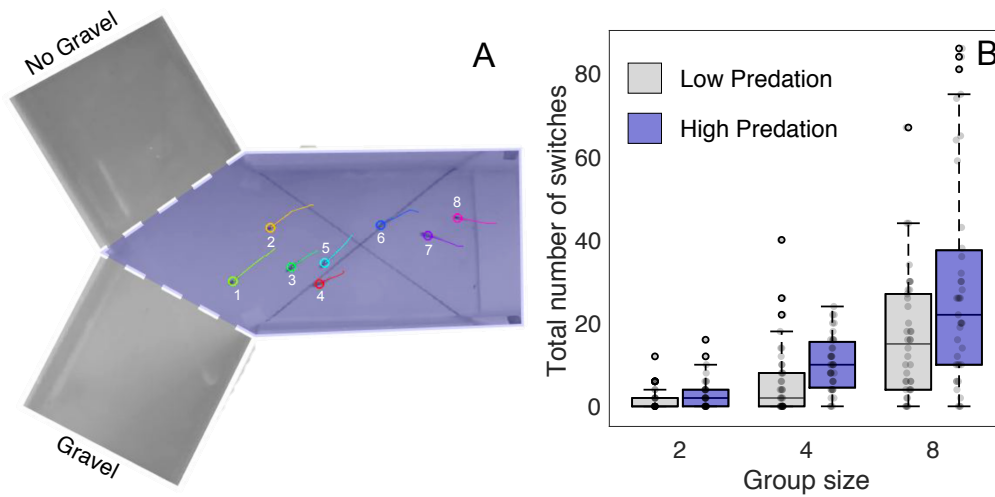 No Gravel
A
1
2
3
4
5
6
7
8
Gravel
B
Total number of switches
80
60
40
20
0
Low Predation
High Predation
2 4 8
Group size